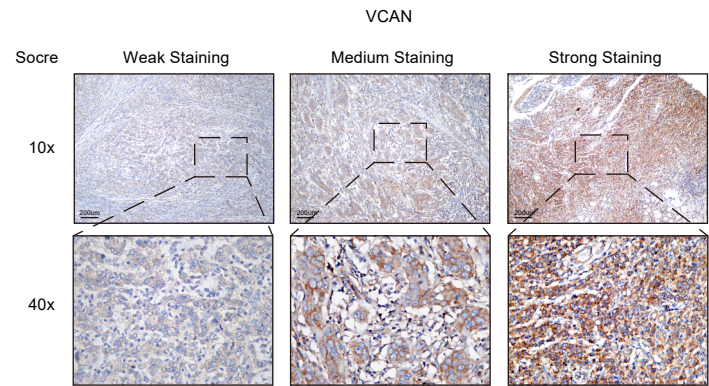 VCAN
Socre Weak Staining Medium Staining Strong Staining
10x
200um 200um 200um
40x